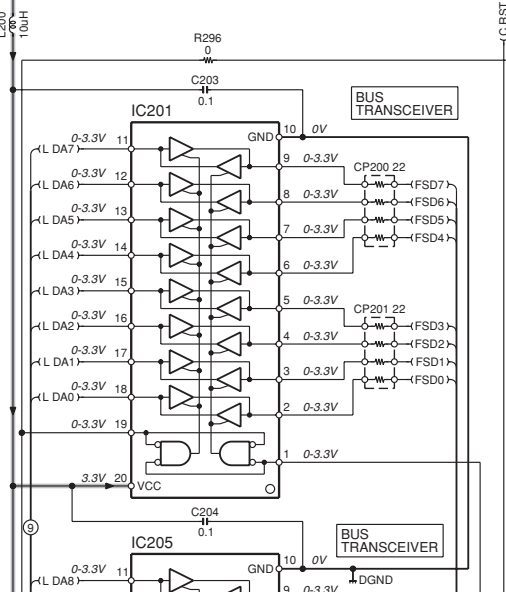 L200
10uH
(C RST
R296
0
C203
0.1
BUS
TRANSCEIVER
IC201
GND 10 0V
(L DA7) 0-3.3V 11
9 0-3.3V
CP200 22
(L DA6) 0-3.3V 12
(FSD7)
8 0-3.3V
(FSD6)
(L DA5) 0-3.3V 13
(FSD5)
7 0-3.3V
(FSD4)
(L DA4) 0-3.3V 14
6 0-3.3V
(L DA3) 0-3.3V 15
5 0-3.3V
CP201 22
(L DA2) 0-3.3V 16
(FSD3)
4 0-3.3V
(FSD2)
(L DA1) 0-3.3V 17
(FSD1)
3 0-3.3V
(FSD0)
(L DA0) 0-3.3V 18
2 0-3.3V
0-3.3V 19
1 0-3.3V
3.3V 20 VCC
C204
0.1
9
BUS
TRANSCEIVER
IC205
GND 10 0V
(L DA8) 0-3.3V 11
DGND
9 0-3.3V